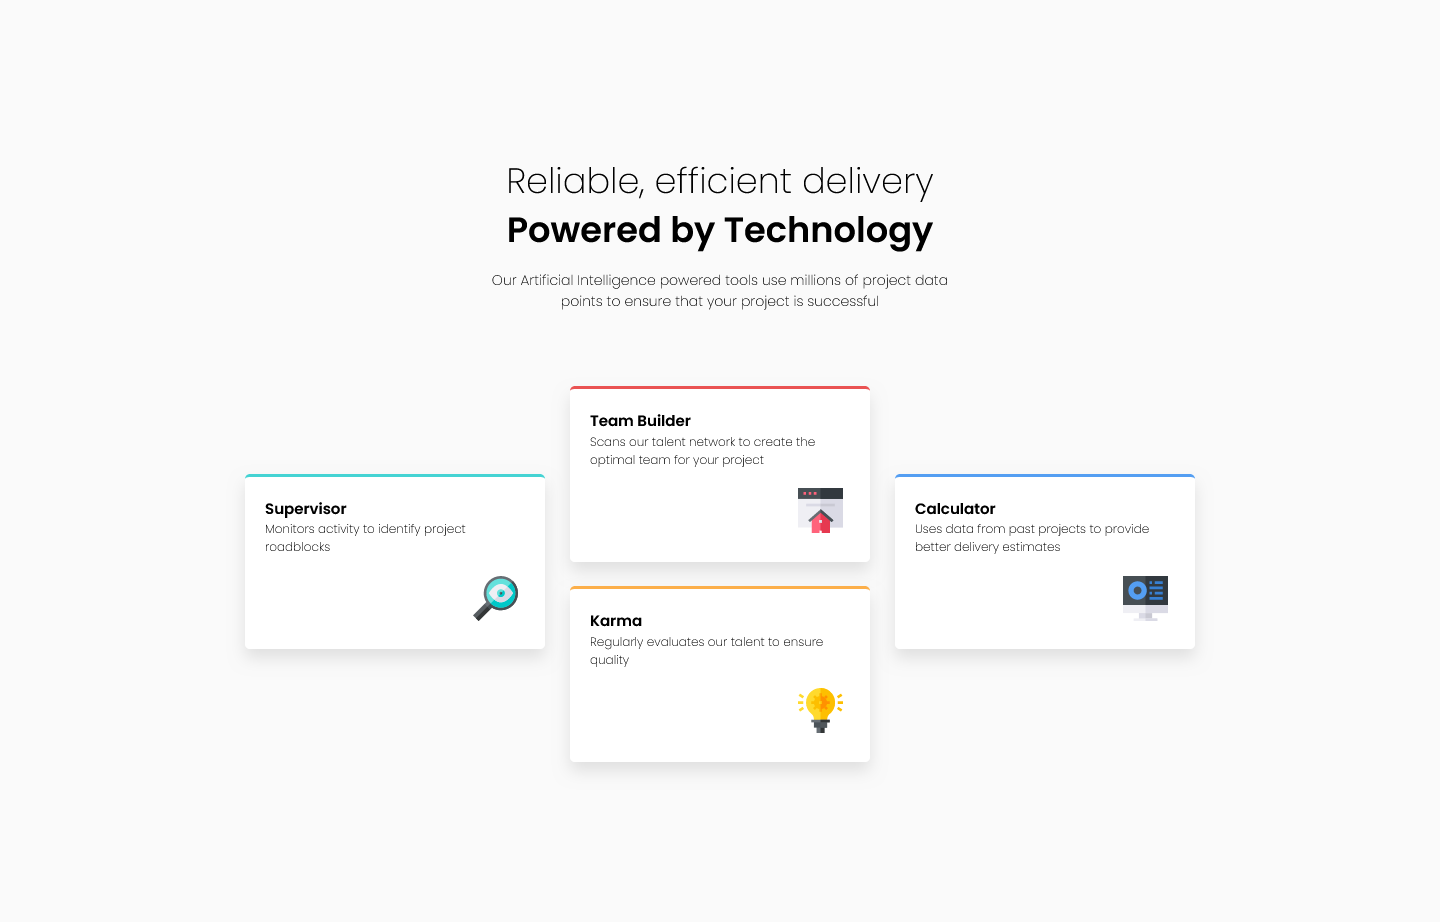 Reliable, efficient delivery
Powered by Technology
Our Artificial Intelligence powered tools use millions of project data
points to ensure that your project is successful
Supervisor
Monitors activity to identify project
roadblocks
Team Builder
Scans our talent network to create the
optimal team for your project
Karma
Regularly evaluates our talent to ensure
quality
Calculator
Uses data from past projects to provide
better delivery estimates